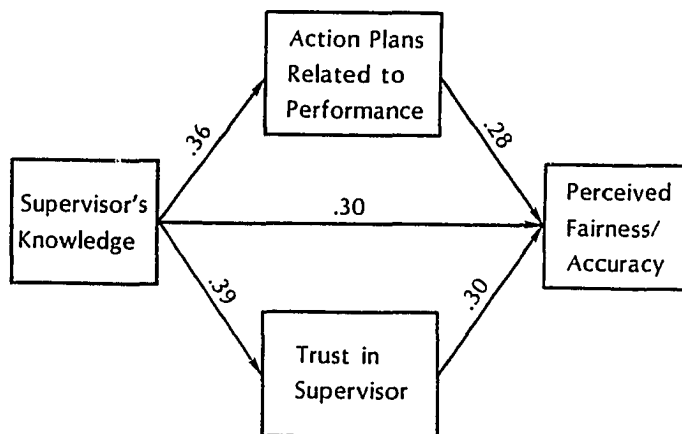 Action Plans
Related to
Performance
.36
.28
Supervisor's
Knowledge
.30
Perceived
Fairness/
Accuracy
.39
.30
Trust in
Supervisor